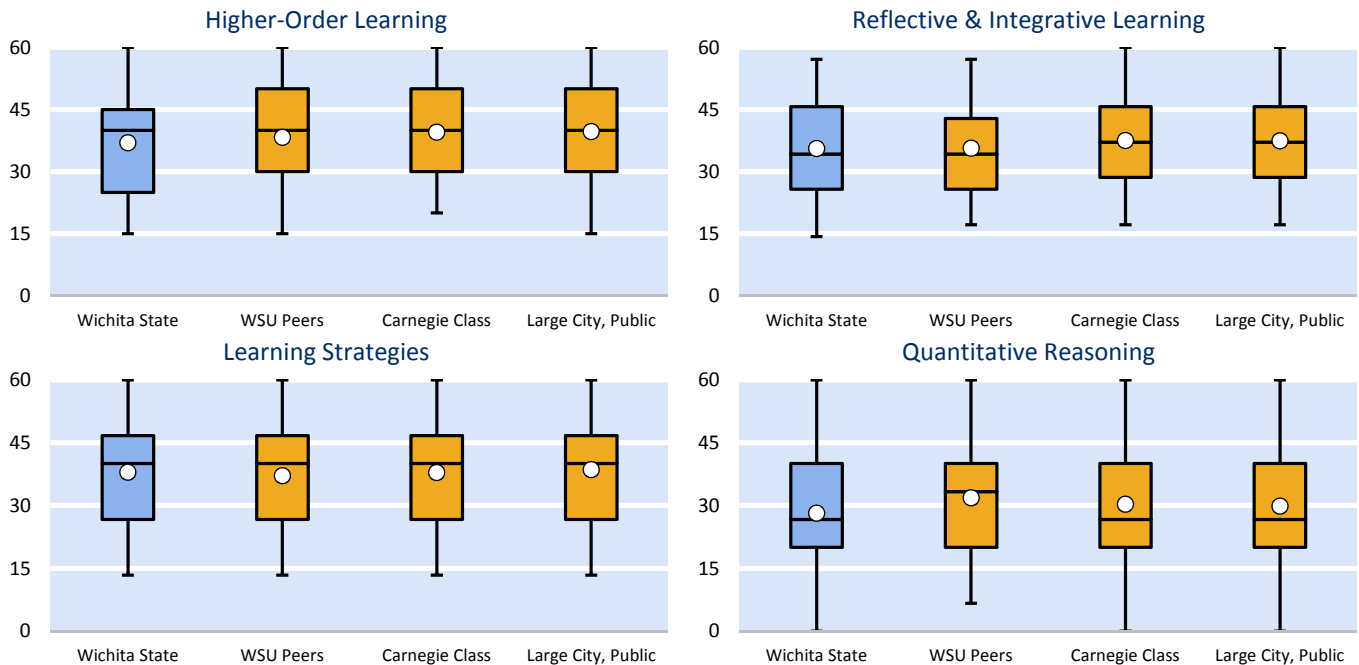 Higher-Order Learning
60
45
30
15
0
Wichita State
WSU Peers
Carnegie Class
Large City, Public
Reflective & Integrative Learning
60
45
30
15
0
Wichita State
WSU Peers
Carnegie Class
Large City, Public
Learning Strategies
60
45
30
15
0
Wichita State
WSU Peers
Carnegie Class
Large City, Public
Quantitative Reasoning
60
45
30
15
0
Wichita State
WSU Peers
Carnegie Class
Large City, Public